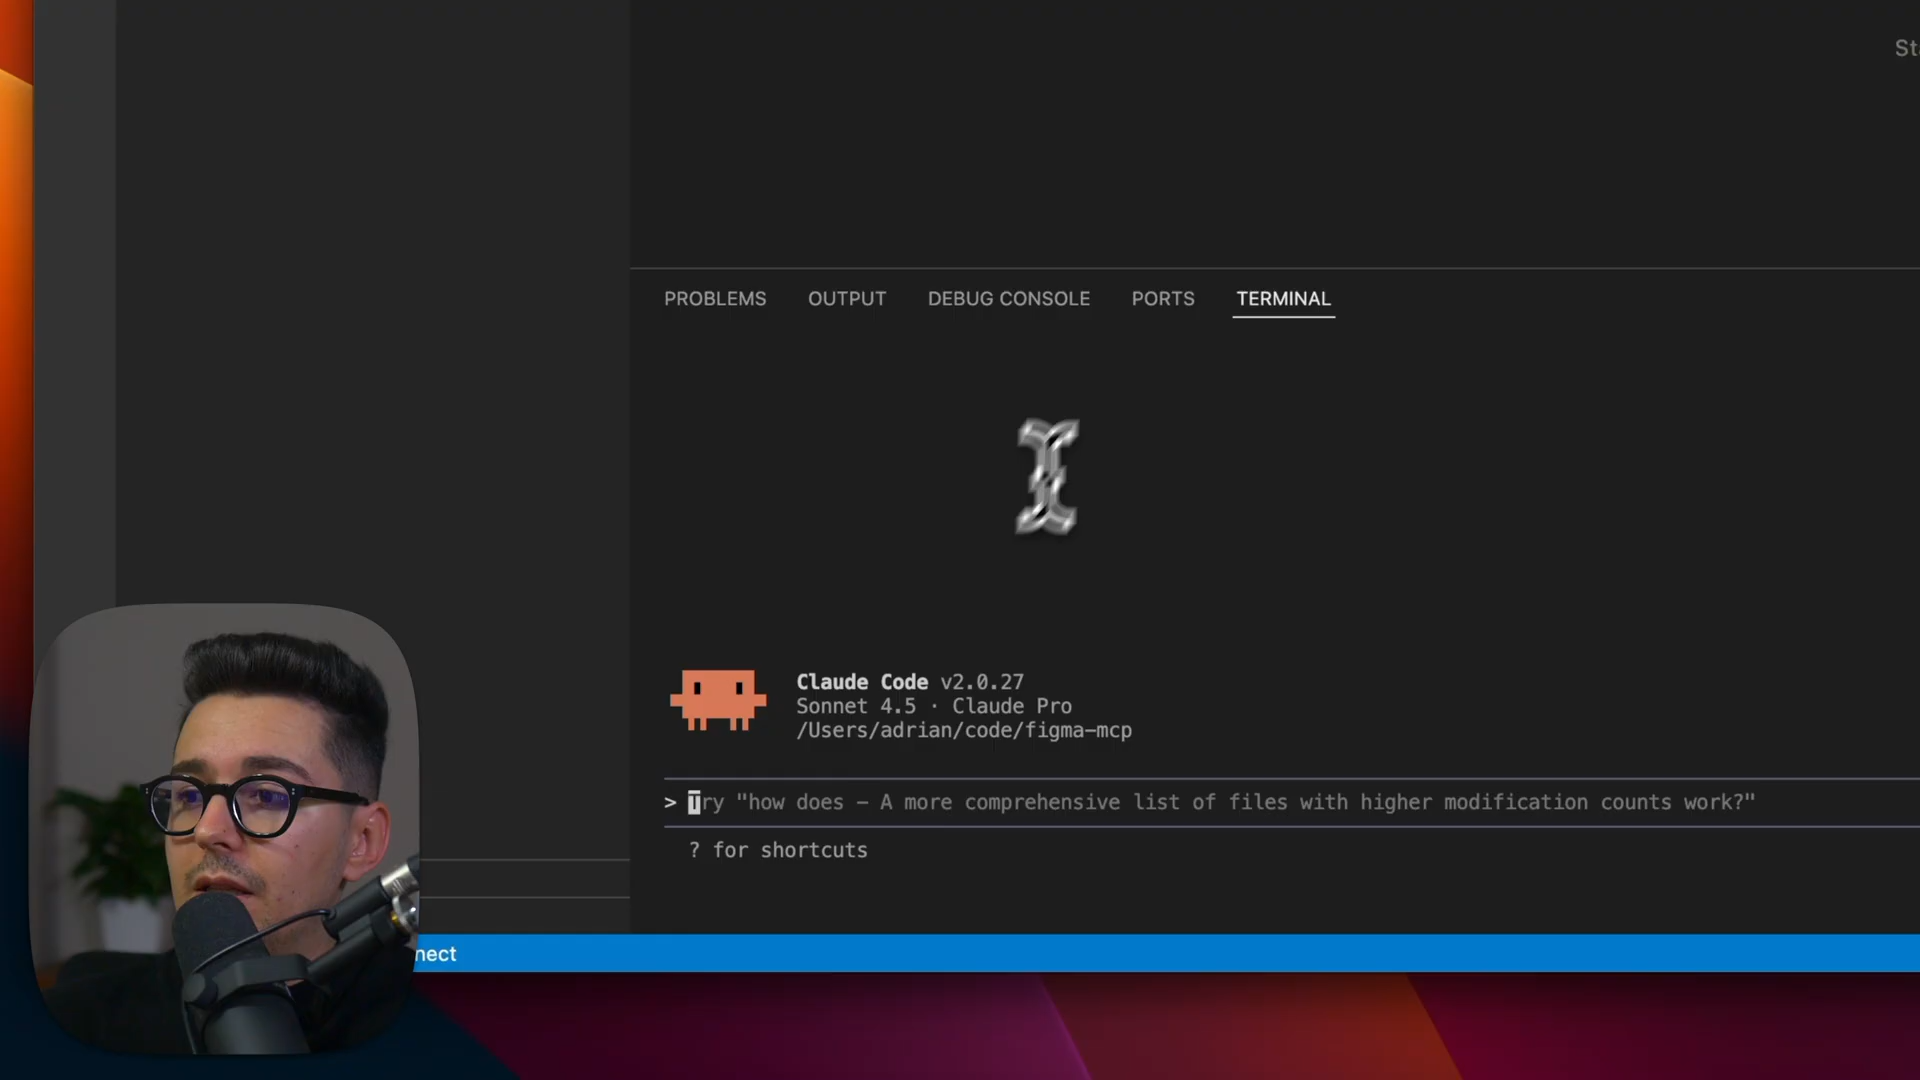 St
PROBLEMS OUTPUT DEBUG CONSOLE PORTS TERMINAL
Claude Code v2.0.27
Sonnet 4.5 · Claude Pro
/Users/adrian/code/figma-mcp
> Try "how does — A more comprehensive list of files with higher modification counts work?"
? for shortcuts
nect